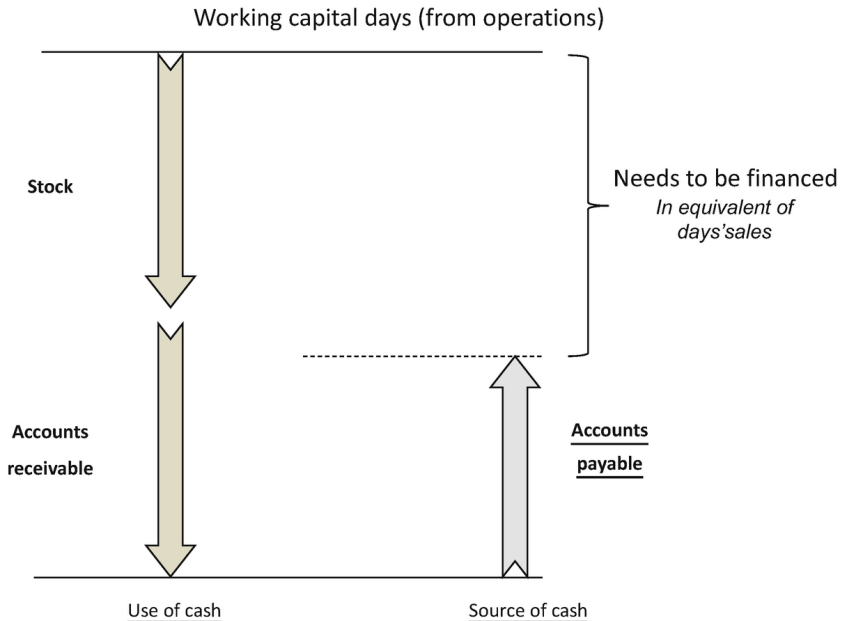 Working capital days (from operations)
Stock
Needs to be financed
In equivalent of
days'sales
Accounts
receivable
Accounts
payable
Use of cash
Source of cash